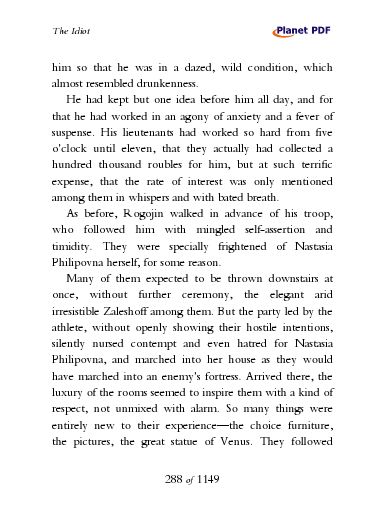 The Idiot
Planet PDF
him so that he was in a dazed, wild condition, which
almost resembled drunkenness.
He had kept but one idea before him all day, and for
that he had worked in an agony of anxiety and a fever of
suspense. His lieutenants had worked so hard from five
o'clock until eleven, that they actually had collected a
hundred thousand roubles for him, but at such terrific
expense, that the rate of interest was only mentioned
among them in whispers and with bated breath.
As before, Rogojin walked in advance of his troop,
who followed him with mingled self-assertion and
timidity. They were specially frightened of Nastasia
Philipovna herself, for some reason.
Many of them expected to be thrown downstairs at
once, without further ceremony, the elegant arid
irresistible Zaleshoff among them. But the party led by the
athlete, without openly showing their hostile intentions,
silently nursed contempt and even hatred for Nastasia
Philipovna, and marched into her house as they would
have marched into an enemy's fortress. Arrived there, the
luxury of the rooms seemed to inspire them with a kind of
respect, not unmixed with alarm. So many things were
entirely new to their experience—the choice furniture,
the pictures, the great statue of Venus. They followed
288 of 1149